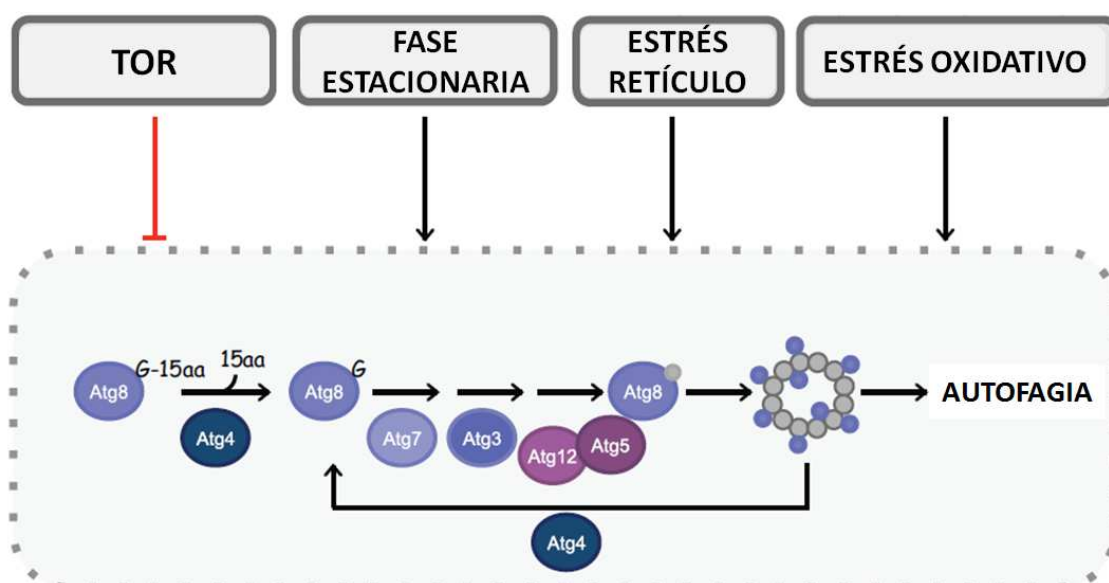 TOR
FASE
ESTACIONARIA
ESTRÉS
RETÍCULO
ESTRÉS OXIDATIVO
G-15aa
15aa
G
Atg8
Atg8
Atg8
AUTOFAGIA
Atg4
Atg7
Atg3
Atg12
Atg5
Atg4